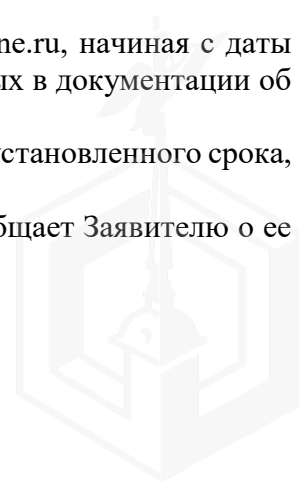 ne.ru, начиная с даты
ых в документации об
установленного срока,
бщает Заявителю о ее